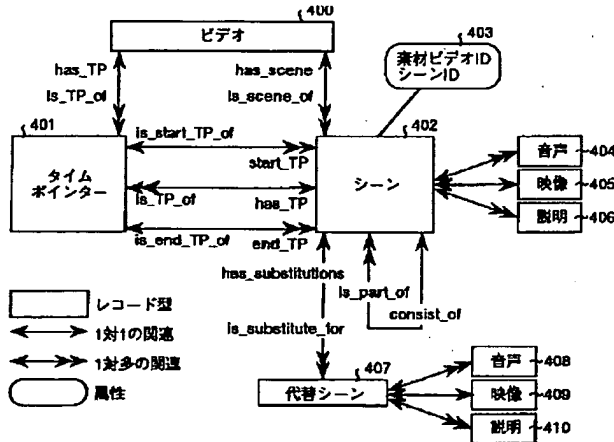 400
ビデオ
403
素材ビデオID
シーンID
has_TP
has_scene
is_TP_of
is_scene_of
401
is_start_TP_of
402
start_TP
タイム
ポインター
シーン
is_TP_of
has_TP
is_end_TP_of
end_TP
音声
404
映像
405
説明
406
has_substitutions
is_part_of
consist_of
is_substitute_for
レコード型
1対1の関連
1対多の関連
属性
407
代替シーン
音声
408
映像
409
説明
410